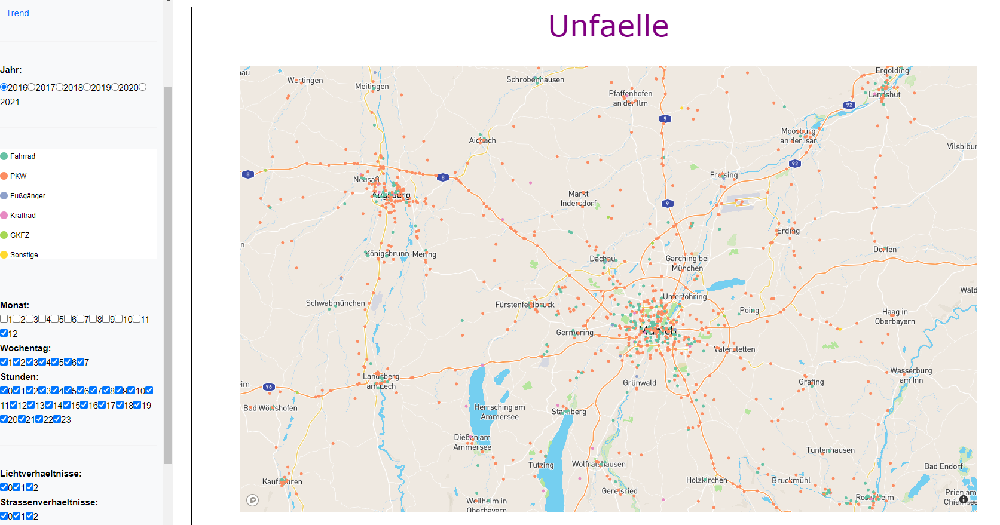 Trend
Jahr:
2016 2017 2018 2019 2020
2021
Fahrrad
PKW
Fußgänger
Kraftrad
GKFZ
Sonstige
Monat:
1 2 3 4 5 6 7 8 9 10 11
12
Wochentag:
1 2 3 4 5 6 7
Stunden:
0 1 2 3 4 5 6 7 8 9 10
11 12 13 14 15 16 17 18 19
20 21 22 23
Lichtverhaeltnisse:
0 1 2
Strassenverhaeltnisse:
0 1 2
Unfaelle
au
Wertingen
Meitingen
Schrobenhausen
Pfaffenhofen
an der Ilm
Ergolding
Landshut
92
9
Moosburg
an der Isar
Vilsbibur
Aichach
92
8
8
Neusäß
Augsburg
Freising
Markt
Indersdorf
9
Erding
n
Königsbrunn
Mering
Dachau
Garching bei
München
Dorfen
Schwabmünchen
Fürstenfeldbruck
Unterföhring
Poing
Wald
Haag in
Oberbayern
Germering
Munich
Vaterstetten
Landsberg
am Lech
Grünwald
Grafing
Wasserburg
am Inn
eim
96
Bad Wörishofen
Herrsching am
Ammersee
Starnberg
Dießen am
Ammersee
Tuntenhausen
Tutzing
Wolfratshausen
Bad Endorf
Kaufbeuren
Holzkirchen
Bruckmühl
Geretsried
Rosenheim
Prien am
Chiemsee
Weilheim in
Oberbayern